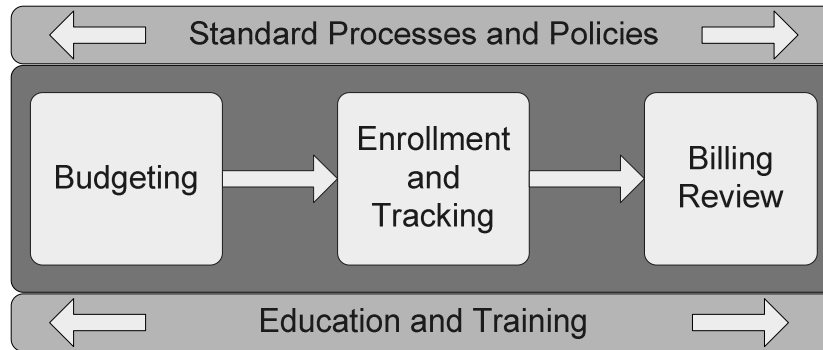 Standard Processes and Policies
Budgeting
Enrollment
and
Tracking
Billing
Review
Education and Training